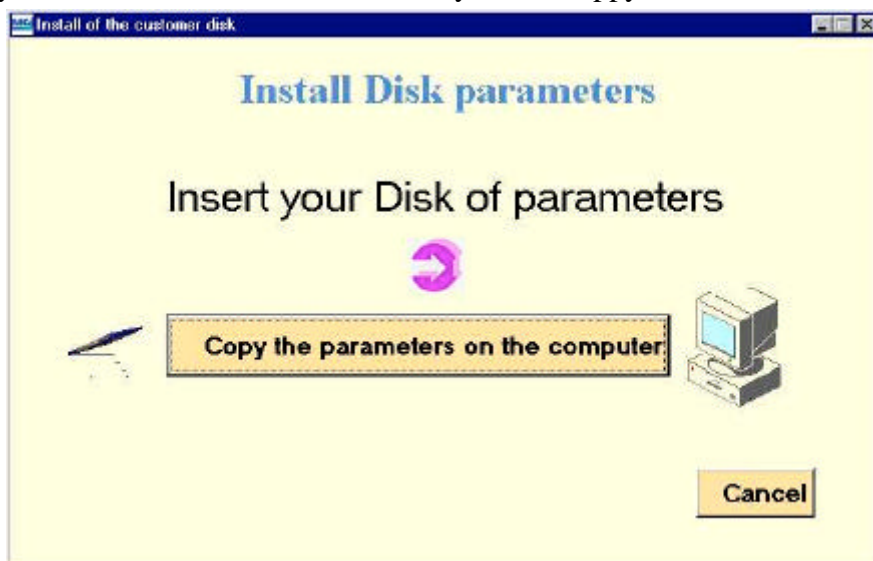 Install of the customer disk
Install Disk parameters
Insert your Disk of parameters
Copy the parameters on the computer
Cancel